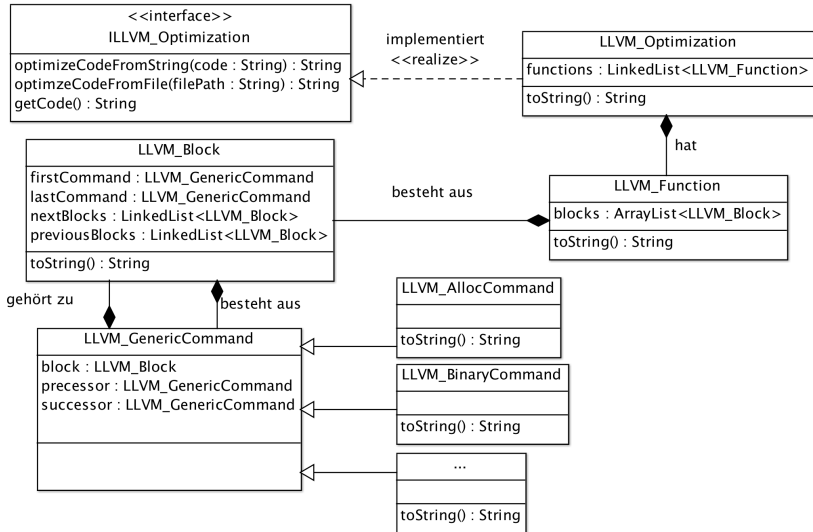 <<interface>>
ILLVM_Optimization
optimizeCodeFromString(code : String) : String
optimzeCodeFromFile(filePath : String) : String
getCode() : String
implementiert
<<realize>>
LLVM_Optimization
functions : LinkedList<LLVM_Function>
toString() : String
hat
LLVM_Block
firstCommand : LLVM_GenericCommand
lastCommand : LLVM_GenericCommand
nextBlocks : LinkedList<LLVM_Block>
previousBlocks : LinkedList<LLVM_Block>
toString() : String
besteht aus
LLVM_Function
blocks : ArrayList<LLVM_Block>
toString() : String
gehört zu
besteht aus
LLVM_GenericCommand
block : LLVM_Block
precessor : LLVM_GenericCommand
successor : LLVM_GenericCommand
LLVM_AllocCommand
toString() : String
LLVM_BinaryCommand
toString() : String
...
toString() : String